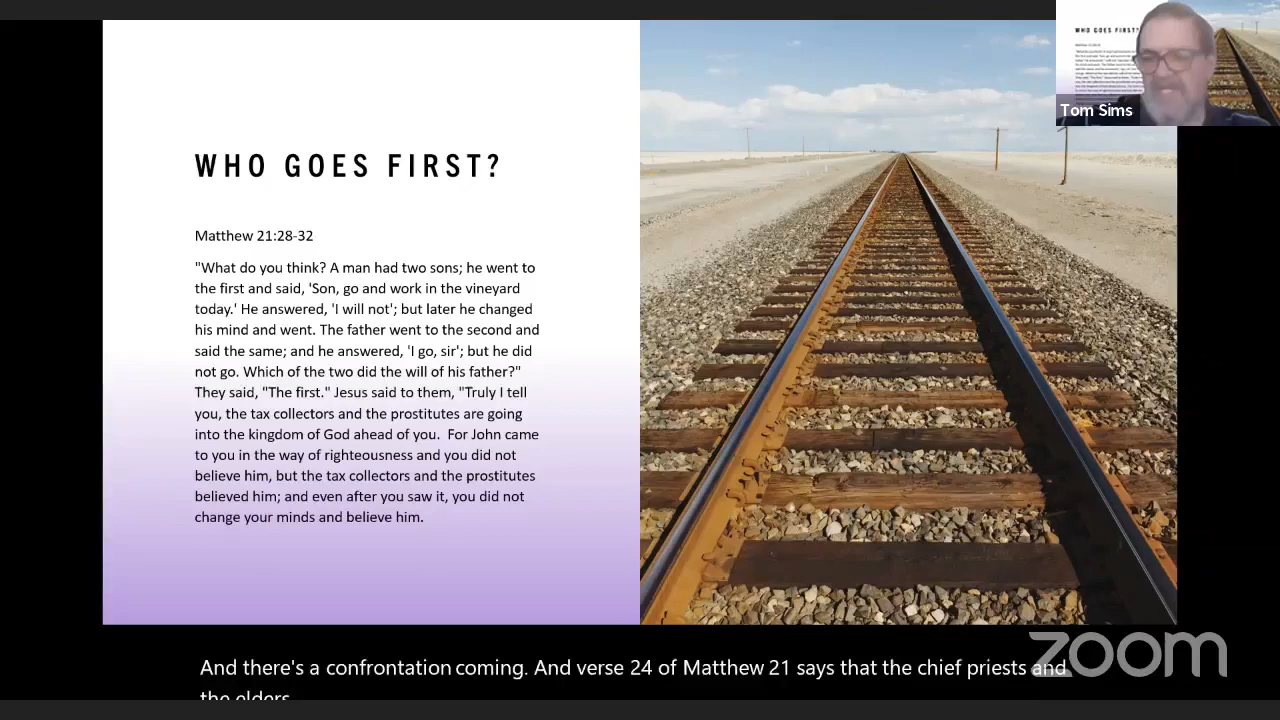 WHO GOES FIRST?
Matthew 21:28-32
"What do you think? A man had two sons; he went to
the first and said, 'Son, go and work in the vineyard
today.' He answered, 'I will not'; but later he changed
his mind and went. The father went to the second and
said the same; and he answered, 'I go, sir'; but he did
not go. Which of the two did the will of his father?"
They said, "The first." Jesus said to them, "Truly I tell
you, the tax collectors and the prostitutes are going
into the kingdom of God ahead of you.  For John came
to you in the way of righteousness and you did not
believe him, but the tax collectors and the prostitutes
believed him; and even after you saw it, you did not
change your minds and believe him.
WHO GOES FIRST?
Tom Sims
zoom
And there's a confrontation coming. And verse 24 of Matthew 21 says that the chief priests and
the elders